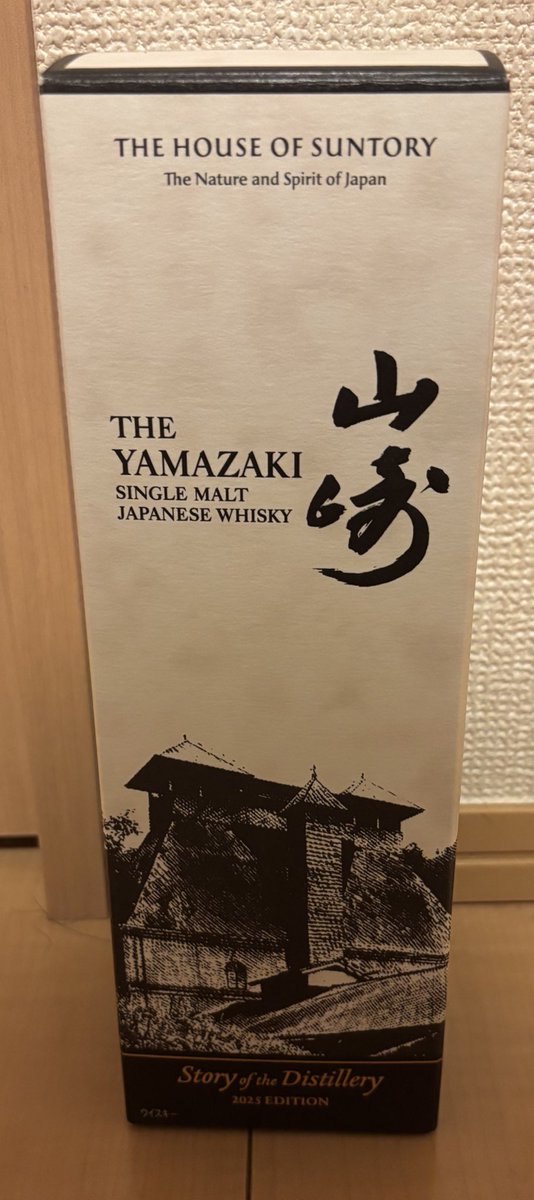 THE HOUSE OF SUNTORY
The Nature and Spirit of Japan
山崎
THE
YAMAZAKI
SINGLE MALT
JAPANESE WHISKY
Story of the Distillery
2025 EDITION
ウイスキー